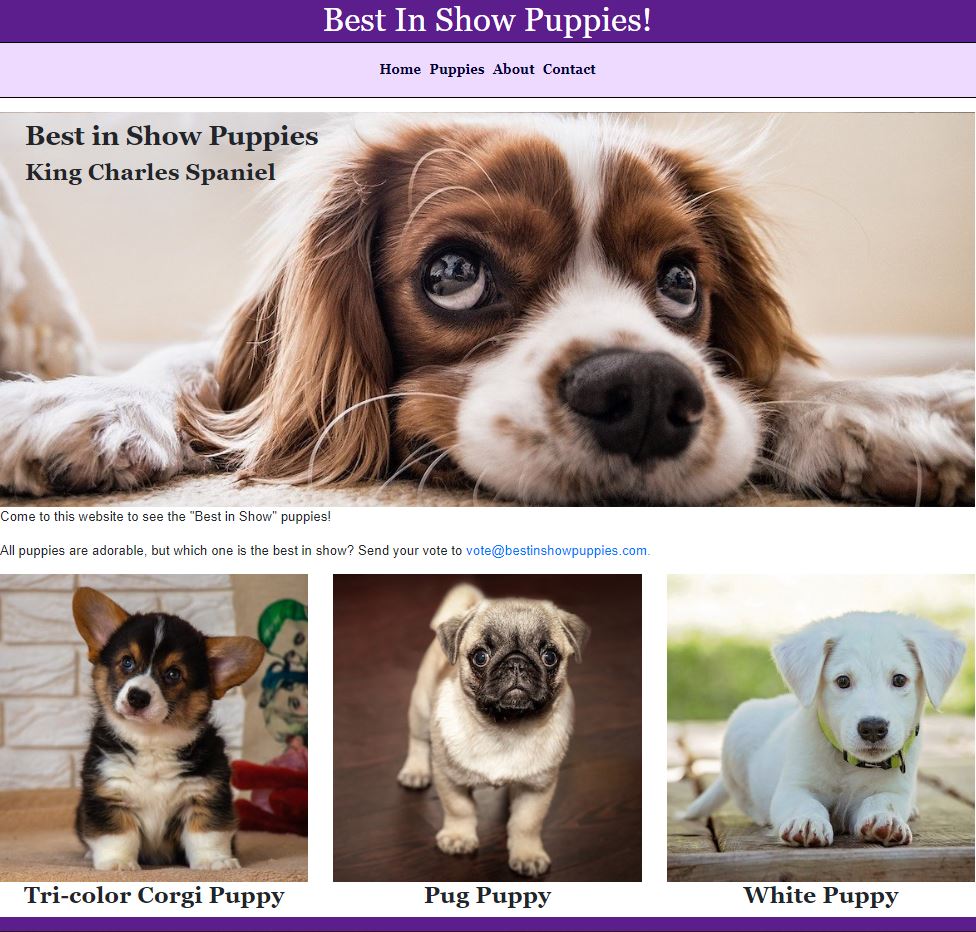 Best In Show Puppies!
Home Puppies About Contact
Best in Show Puppies
King Charles Spaniel
Come to this website to see the "Best in Show" puppies!
All puppies are adorable, but which one is the best in show? Send your vote to vote@bestinshowpuppies.com.
Tri-color Corgi Puppy
Pug Puppy
White Puppy